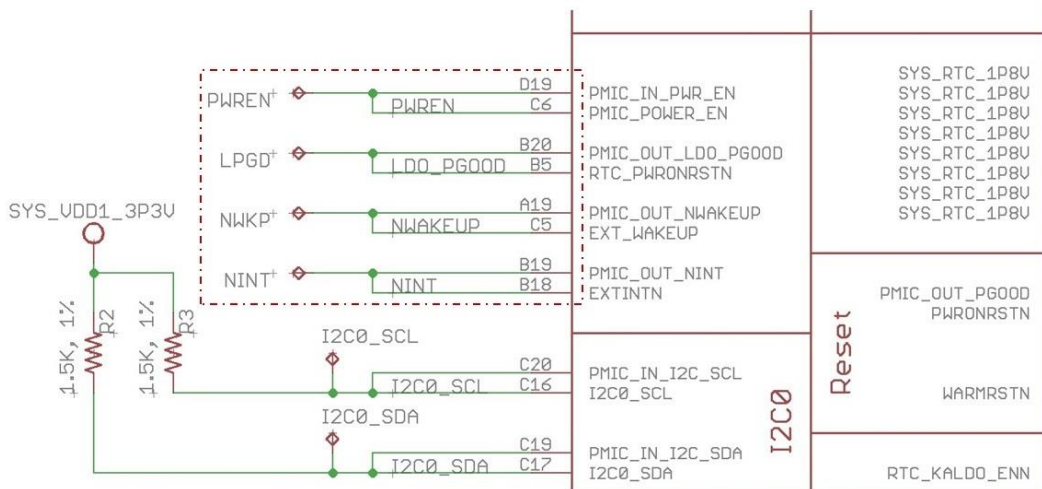 PWREN
PWREN
D19 PMIC_IN_PWR_EN
C6 PMIC_POWER_EN
LPGD
LDO_PGOOD
B20 PMIC_OUT_LDO_PGOOD
B5 RTC_PWRONRSTN
NWKP
NWAKEUP
A19 PMIC_OUT_NWAKEUP
C5 EXT_WAKEUP
NINT
NINT
B19 PMIC_OUT_NINT
B18 EXTINTN
SYS_VDD1_3P3V
1.5K, 1%
R2
1.5K, 1%
R3
I2C0_SCL
I2C0_SCL
C20 PMIC_IN_I2C_SCL
C16 I2C0_SCL
I2C0_SDA
I2C0_SDA
C19 PMIC_IN_I2C_SDA
C17 I2C0_SDA
I2C0
SYS_RTC_1P8V
SYS_RTC_1P8V
SYS_RTC_1P8V
SYS_RTC_1P8V
SYS_RTC_1P8V
SYS_RTC_1P8V
SYS_RTC_1P8V
SYS_RTC_1P8V
Reset
PMIC_OUT_PGOOD
PWRONRSTN
WARMRSTN
RTC_KALDO_ENN